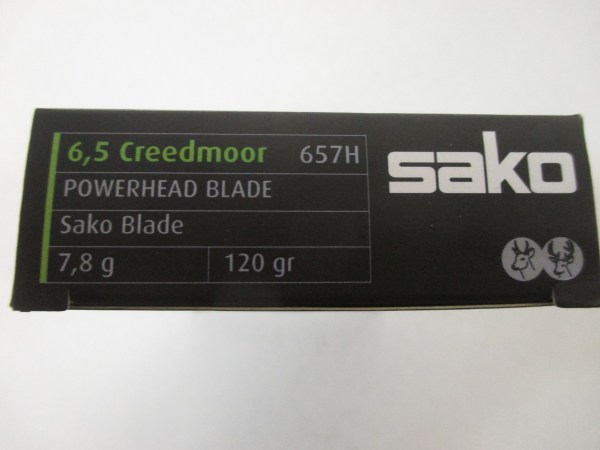 6,5 Creedmoor 657H
POWERHEAD BLADE
Sako Blade
7,8 g 120 gr
sako